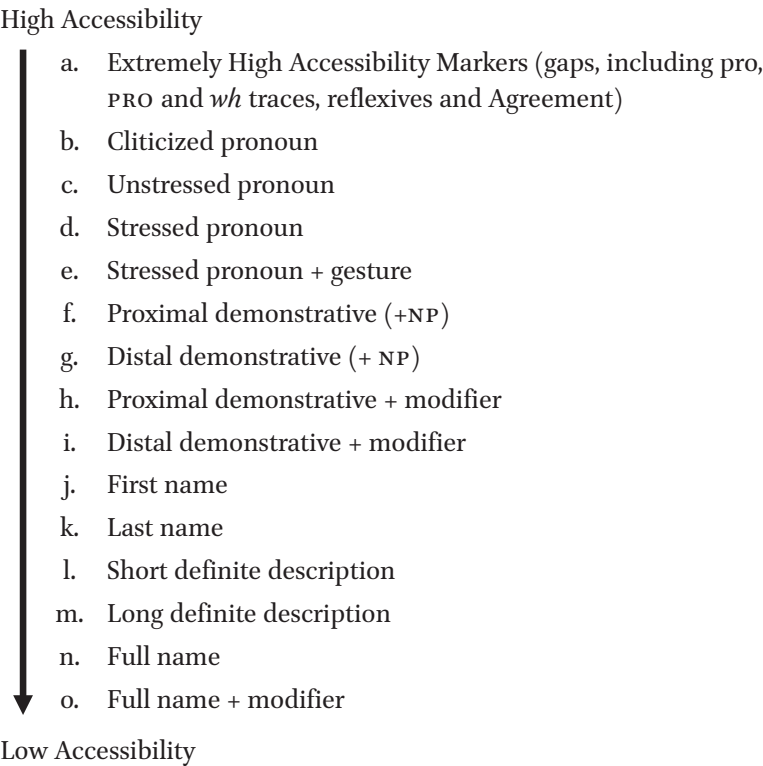 High Accessibility
a. Extremely High Accessibility Markers (gaps, including pro,
PRO and wh traces, reflexives and Agreement)
b. Cliticized pronoun
c. Unstressed pronoun
d. Stressed pronoun
e. Stressed pronoun + gesture
f. Proximal demonstrative (+NP)
g. Distal demonstrative (+ NP)
h. Proximal demonstrative + modifier
i. Distal demonstrative + modifier
j. First name
k. Last name
l. Short definite description
m. Long definite description
n. Full name
o. Full name + modifier
Low Accessibility